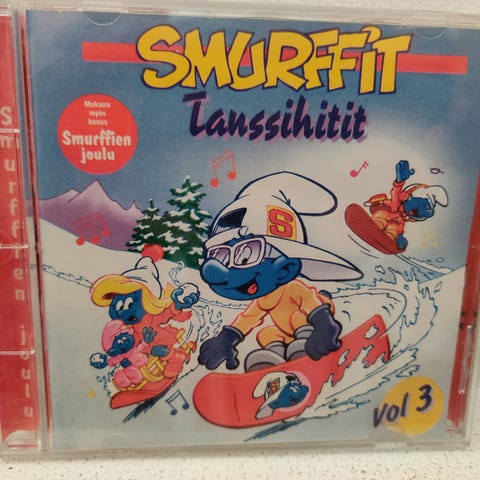 SMURFFIT
Tanssihitit
Mukana
myös
bonus
Smurffien
joulu
S
vol 3
Smurffien joulu